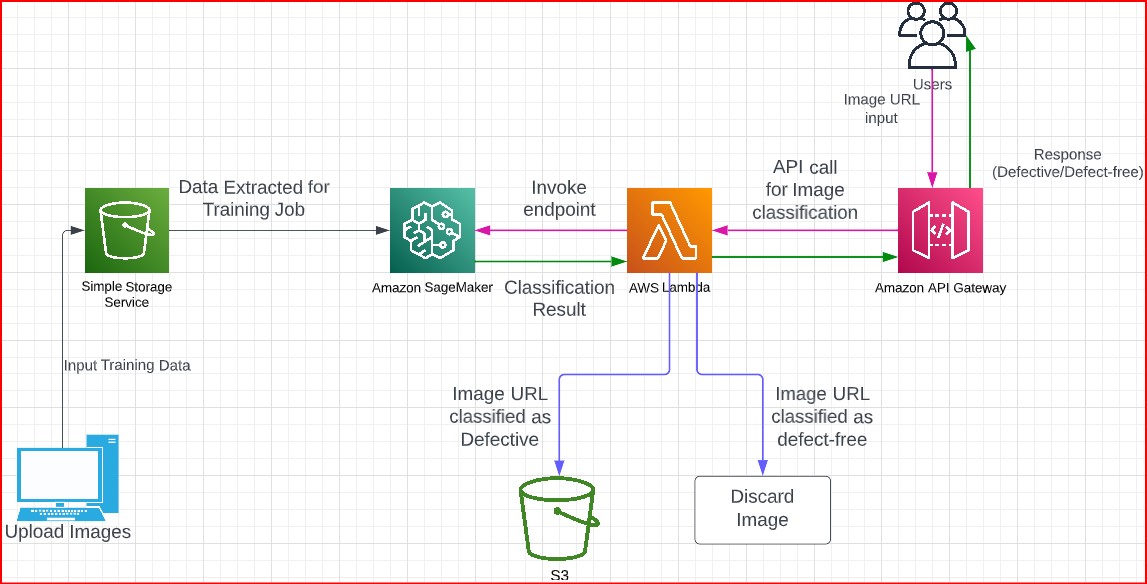 Users
Image URL
input
Response
(Defective/Defect-free)
Data Extracted for
Training Job
Invoke
endpoint
API call
for Image
classification
</>
Simple Storage
Service
Amazon SageMaker
Classification
Result
AWS Lambda
Amazon API Gateway
Input Training Data
Image URL
classified as
Defective
Image URL
classified as
defect-free
Upload Images
Discard
Image
S3